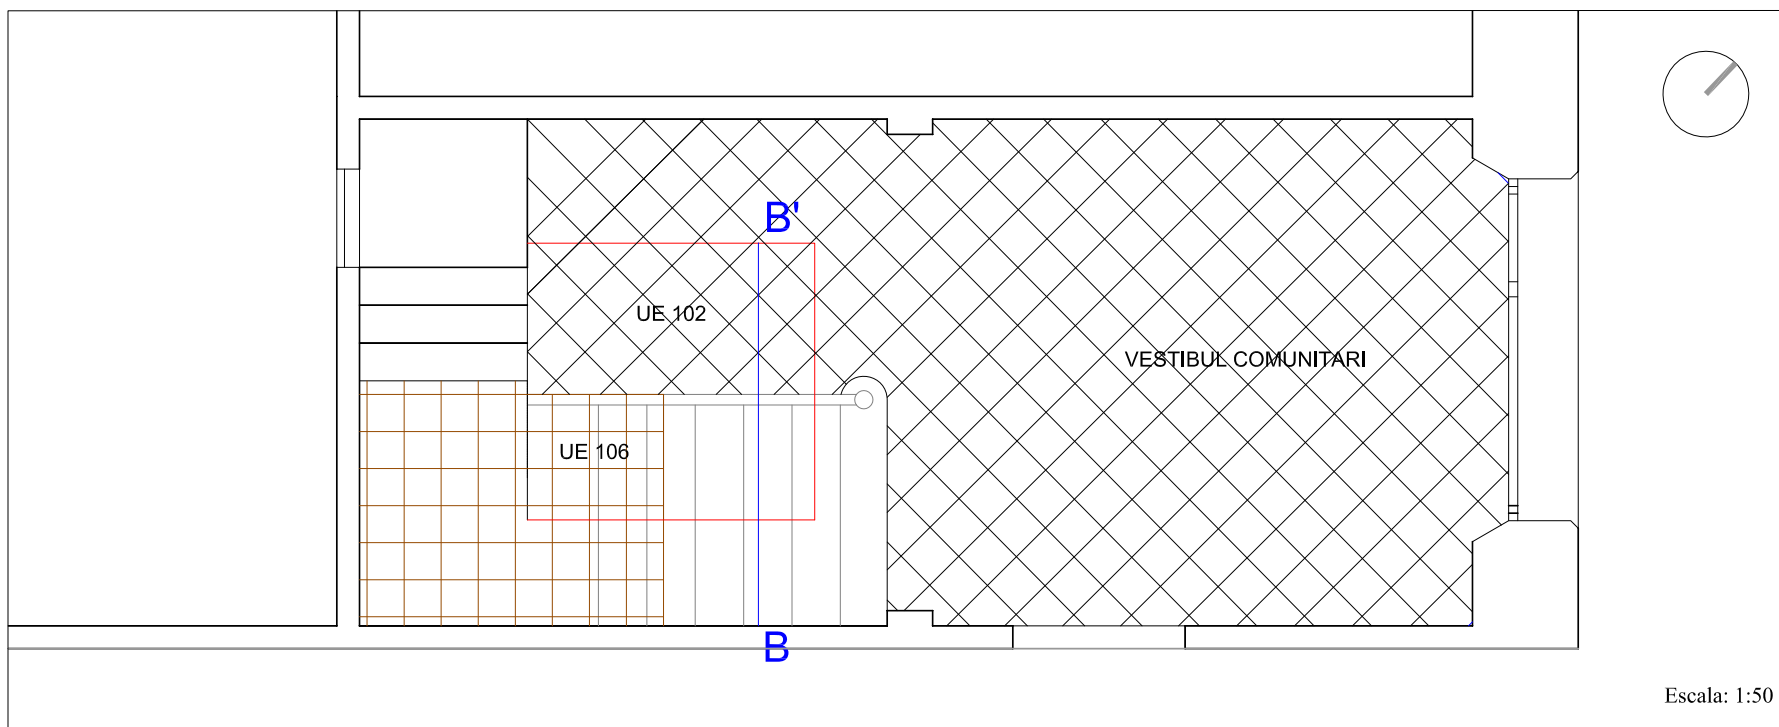 B'
UE 102
VESTIBUL COMUNITARI
UE 106
B
Escala: 1:50